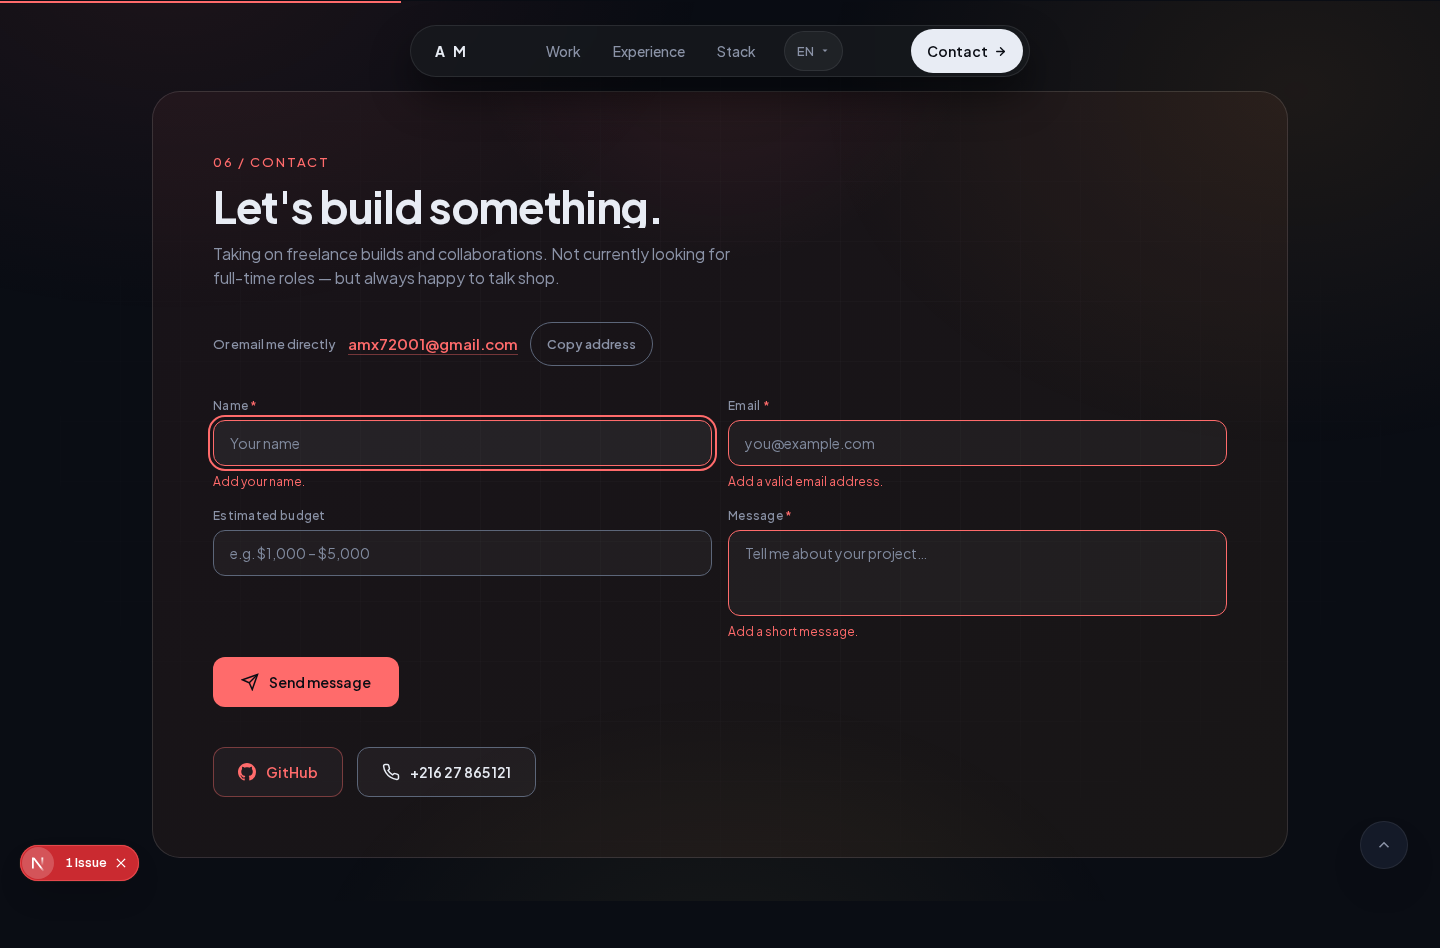 A M
Work
Experience
Stack
EN
Contact →
06 / CONTACT
Let's build something.
Taking on freelance builds and collaborations. Not currently looking for
full-time roles — but always happy to talk shop.
Or email me directly
amx72001@gmail.com
Copy address
Name *
Email *
Your name
you@example.com
Add your name.
Add a valid email address.
Estimated budget
Message *
e.g. $1,000 – $5,000
Tell me about your project...
Add a short message.
Send message
GitHub
+216 27 865121
N
1 Issue